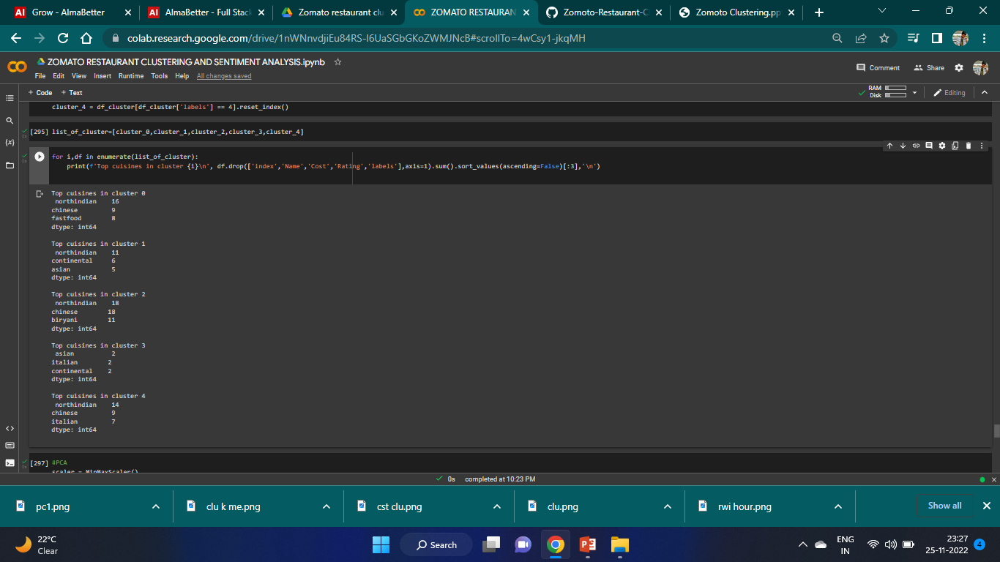 Grow - AlmaBetter
AlmaBetter - Full Stac
Zomato restaurant clu
ZOMATO RESTAURAN
Zomoto-Restaurant-C
Zomoto Clustering.pp
colab.research.google.com/drive/1nWNnvdjiEu84RS-l6UaSGbGKoZWMJNcB#scrollTo=4wCsy1-jkqMH
ZOMATO RESTAURANT CLUSTERING AND SENTIMENT ANALYSIS.ipynb
Comment
Share
File Edit View Insert Runtime Tools Help All changes saved
+ Code + Text
RAM
Disk
Editing
cluster_4 = df_cluster[df_cluster['labels'] == 4].reset_index()
[295] list_of_cluster=[cluster_0,cluster_1,cluster_2,cluster_3,cluster_4]
for i,df in enumerate(list_of_cluster):
print(f'Top cuisines in cluster {i}\n', df.drop(['index','Name','Cost','Rating','labels'],axis=1).sum().sort_values(ascending=False)[:3],'\n')
Top cuisines in cluster 0
northindian 16
chinese 9
fastfood 8
dtype: int64
Top cuisines in cluster 1
northindian 11
continental 6
asian 5
dtype: int64
Top cuisines in cluster 2
northindian 18
chinese 18
biryani 11
dtype: int64
Top cuisines in cluster 3
asian 2
italian 2
continental 2
dtype: int64
Top cuisines in cluster 4
northindian 14
chinese 9
italian 7
dtype: int64
[297] #PCA
scaler = MinMaxScaler()
0s completed at 10:23 PM
pc1.png
clu k me.png
cst clu.png
clu.png
rwi hour.png
Show all
22°C
Clear
Search
ENG
IN
23:27
25-11-2022
4